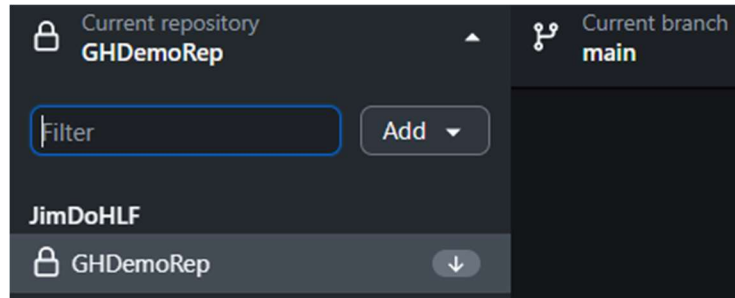 Current repository
GHDemoRep
Current branch
main
Filter
Add
JimDoHLF
GHDemoRep